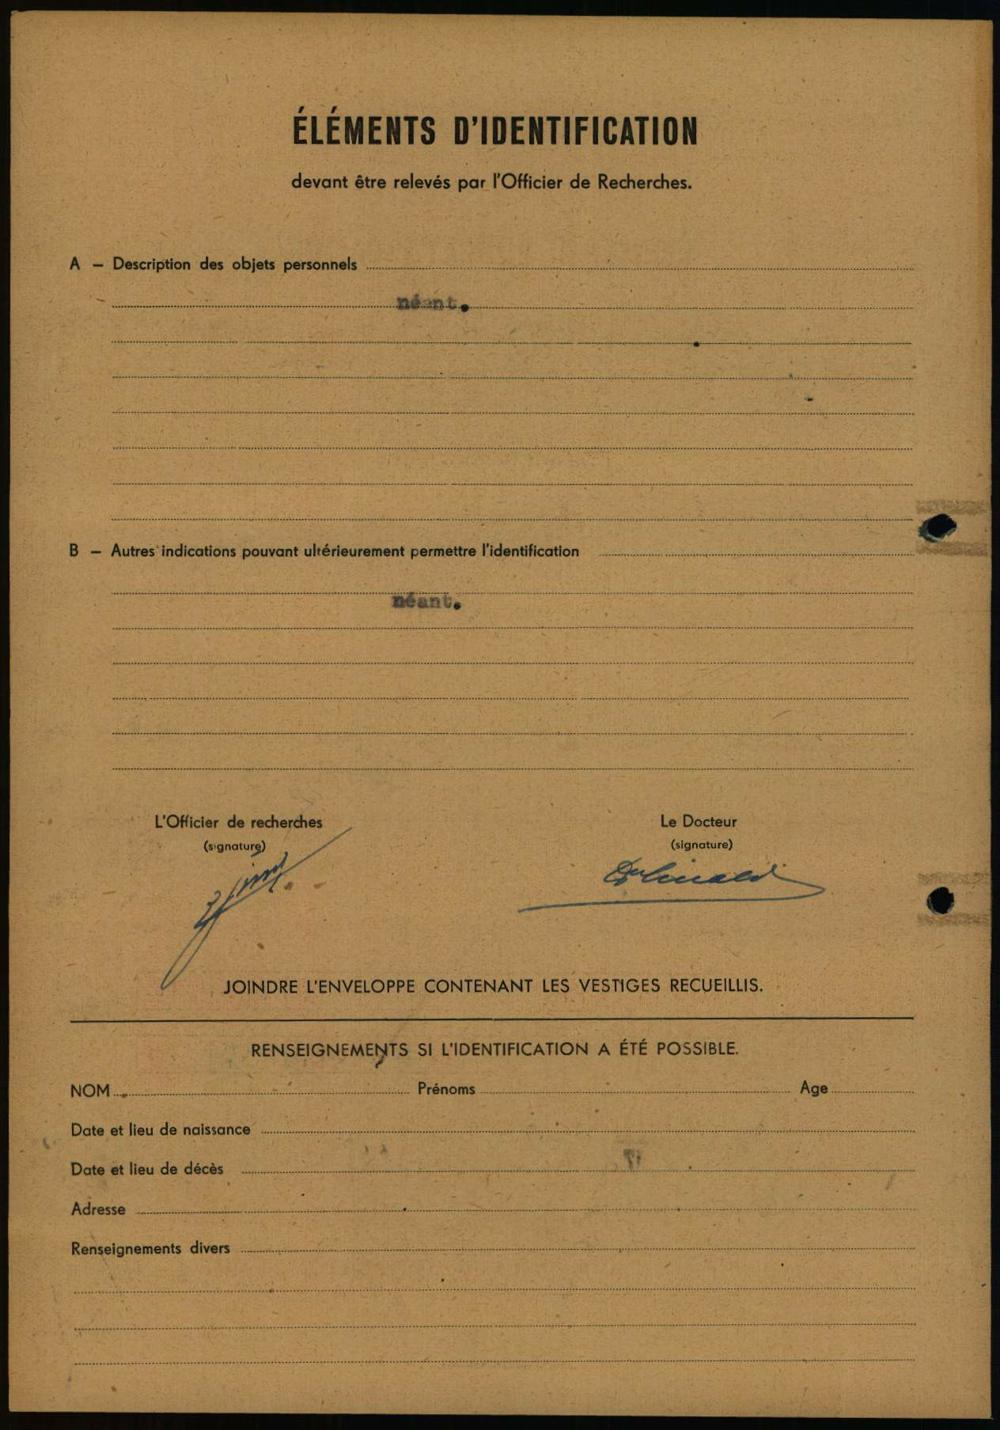 ÉLÉMENTS D'IDENTIFICATION
devant être relevés par l'Officier de Recherches.
A – Description des objets personnels
néant.
B – Autres indications pouvant ultérieurement permettre l'identification
néant.
L'Officier de recherches
Le Docteur
(signature)
(signature)
JOINDRE L'ENVELOPPE CONTENANT LES VESTIGES RECUEILLIS.
RENSEIGNEMENTS SI L'IDENTIFICATION A ÉTÉ POSSIBLE.
NOM Prénoms Age
Date et lieu de naissance
Date et lieu de décès
Adresse
Renseignements divers